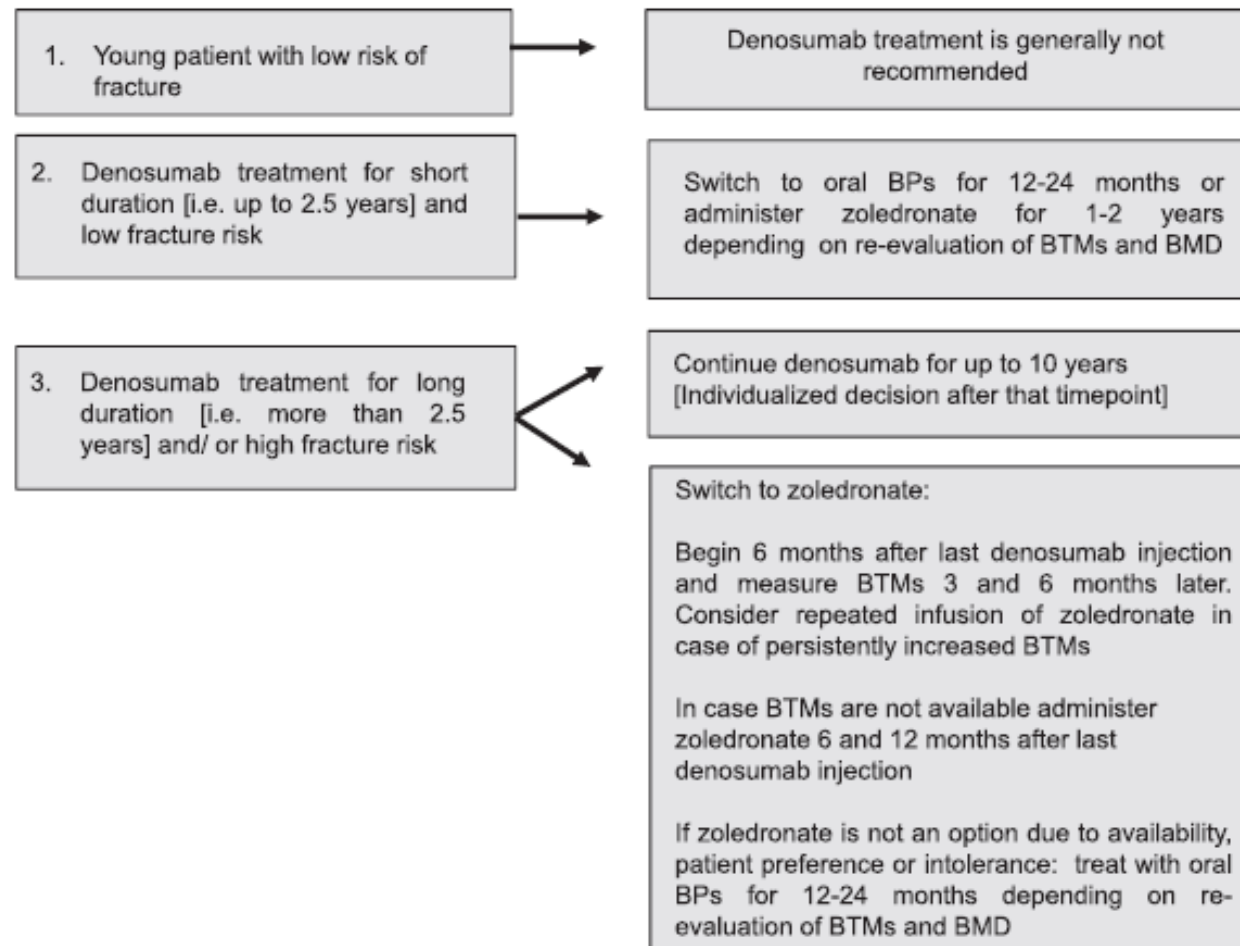 1. Young patient with low risk of
fracture
Denosumab treatment is generally not
recommended
2. Denosumab treatment for short
duration [i.e. up to 2.5 years] and
low fracture risk
Switch to oral BPs for 12-24 months or
administer zoledronate for 1-2 years
depending on re-evaluation of BTMs and BMD
3. Denosumab treatment for long
duration [i.e. more than 2.5
years] and/ or high fracture risk
Continue denosumab for up to 10 years
[Individualized decision after that timepoint]
Switch to zoledronate:
Begin 6 months after last denosumab injection
and measure BTMs 3 and 6 months later.
Consider repeated infusion of zoledronate in
case of persistently increased BTMs
In case BTMs are not available administer
zoledronate 6 and 12 months after last
denosumab injection
If zoledronate is not an option due to availability,
patient preference or intolerance: treat with oral
BPs for 12-24 months depending on re-
evaluation of BTMs and BMD